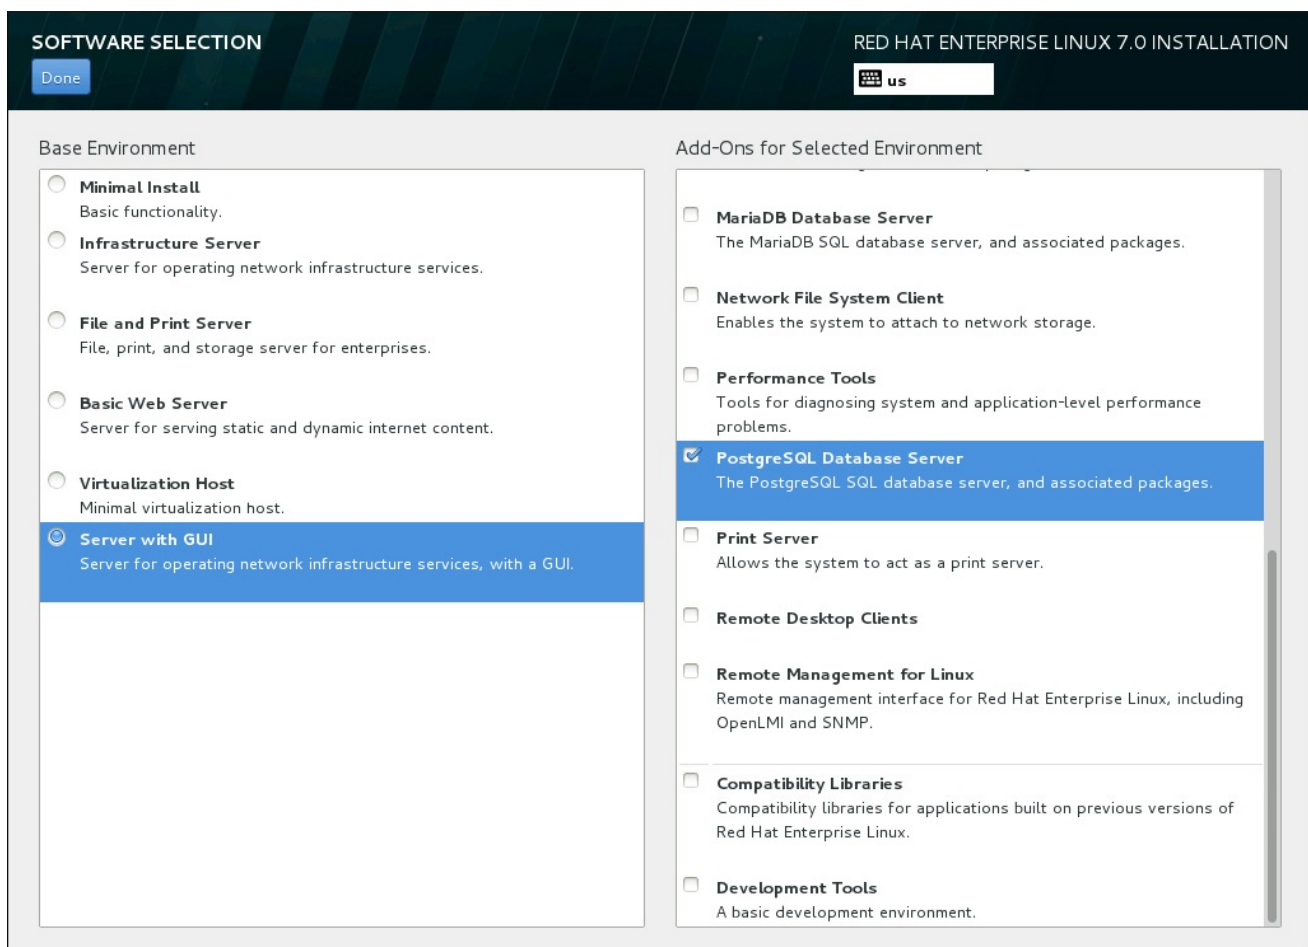 SOFTWARE SELECTION
Done
RED HAT ENTERPRISE LINUX 7.0 INSTALLATION
us
Base Environment
Minimal Install
Basic functionality.
Infrastructure Server
Server for operating network infrastructure services.
File and Print Server
File, print, and storage server for enterprises.
Basic Web Server
Server for serving static and dynamic internet content.
Virtualization Host
Minimal virtualization host.
Server with GUI
Server for operating network infrastructure services, with a GUI.
Add-Ons for Selected Environment
MariaDB Database Server
The MariaDB SQL database server, and associated packages.
Network File System Client
Enables the system to attach to network storage.
Performance Tools
Tools for diagnosing system and application-level performance
problems.
PostgreSQL Database Server
The PostgreSQL SQL database server, and associated packages.
Print Server
Allows the system to act as a print server.
Remote Desktop Clients
Remote Management for Linux
Remote management interface for Red Hat Enterprise Linux, including
OpenLMI and SNMP.
Compatibility Libraries
Compatibility libraries for applications built on previous versions of
Red Hat Enterprise Linux.
Development Tools
A basic development environment.